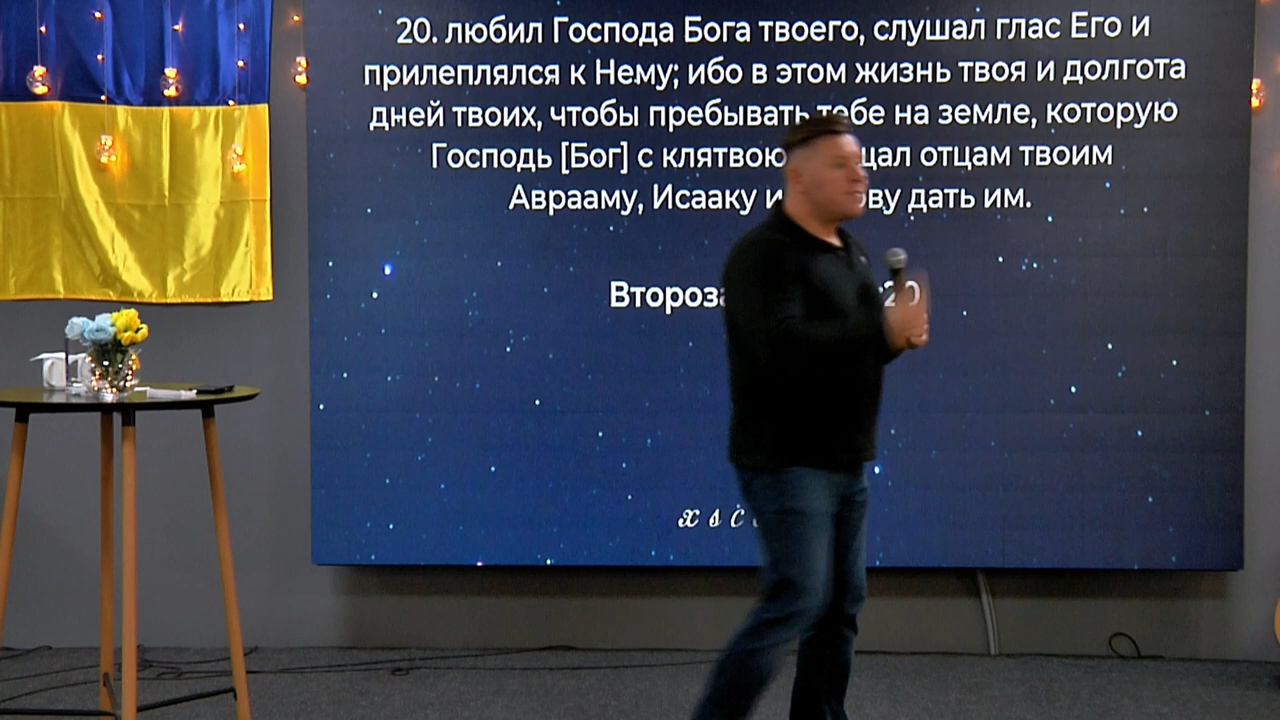 20. любил Господа Бога твоего, слушал глас Его и
прилеплялся к Нему; ибо в этом жизнь твоя и долгота
дней твоих, чтобы пребывать тебе на земле, которую
Господь [Бог] с клятвою отцам твоим
Аврааму, Исааку и дать им.